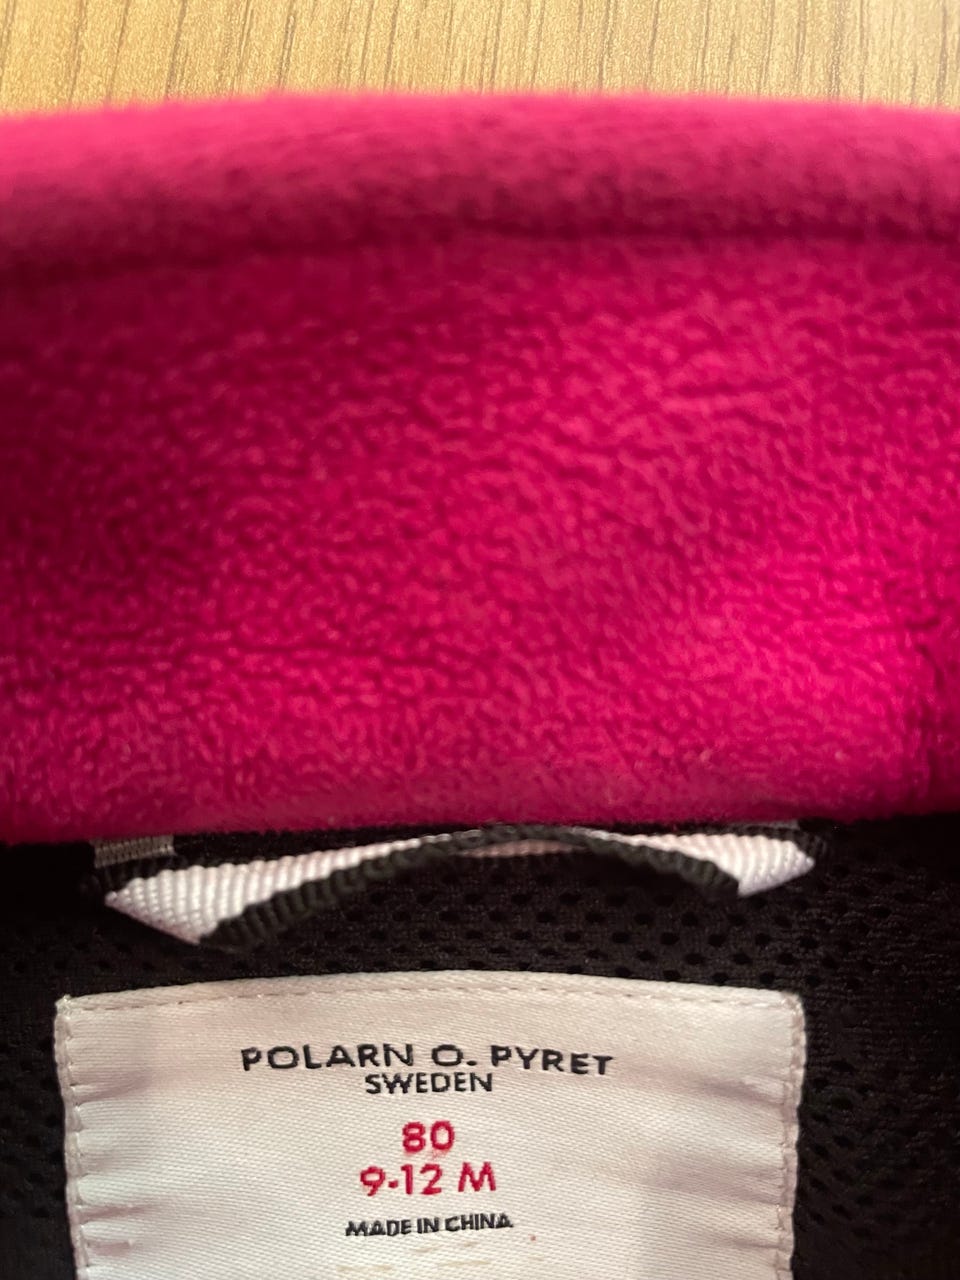 POLARN O. PYRET
SWEDEN
80
9-12 M
MADE IN CHINA